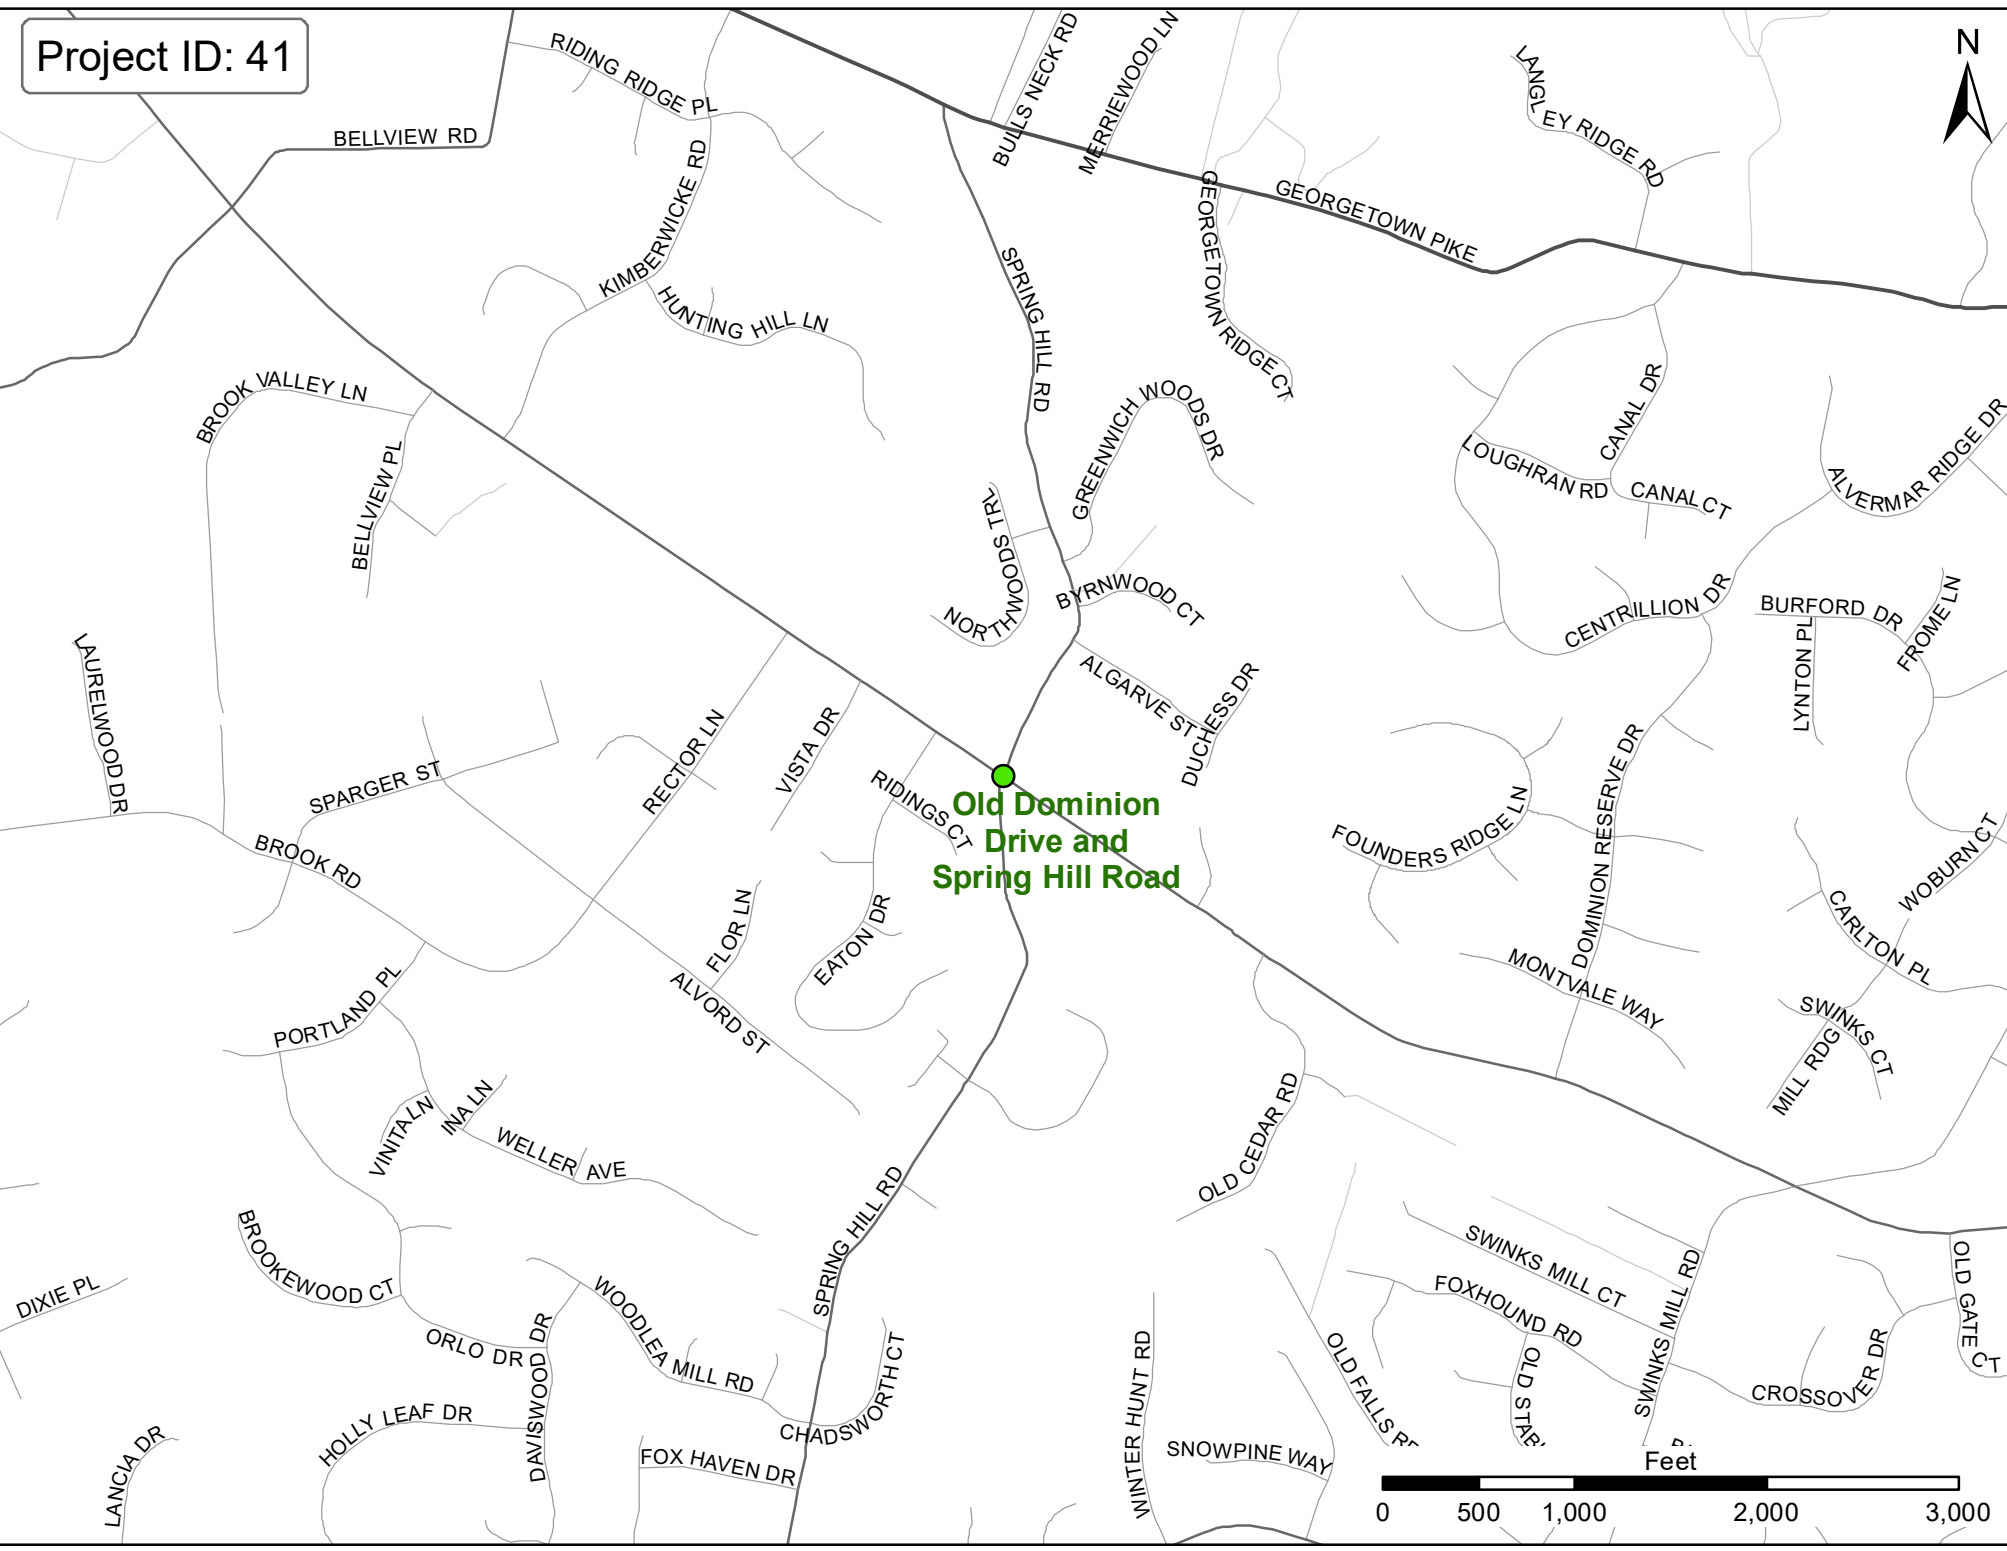 Project ID: 41
N
RIDING RIDGE PL
BULLS NECK RD
MERRIEWOOD LN
LANGLEY RIDGE RD
BELLVIEW RD
KIMBERWICKE RD
GEORGETOWN PIKE
GEORGETOWN RIDGE CT
SPRING HILL RD
HUNTING HILL LN
BROOK VALLEY LN
BELLVIEW PL
GREENWICH WOODS DR
CANAL DR
LOUGHRAN RD
CANAL CT
ALVERMAR RIDGE DR
NORTHWOODS TRL
BYRNWOOD CT
CENTRILLION DR
BURFORD DR
FROME LN
LYNTON PL
LAURELWOOD DR
ALGARVE ST
DUCHESS DR
RECTOR LN
VISTA DR
SPARGER ST
RIDINGS CT
Old Dominion
Drive and
Spring Hill Road
FOUNDERS RIDGE LN
DOMINION RESERVE DR
WOBURN CT
BROOK RD
FLOR LN
EATON DR
CARLTON PL
MONTVALE WAY
ALVORD ST
PORTLAND PL
SWINKS CT
MILL RDG
VINITA LN
INA LN
WELLER AVE
OLD CEDAR RD
SPRING HILL RD
BROOKEWOOD CT
DIXIE PL
ORLO DR
DAVISWOOD DR
WOODLEA MILL RD
CHADSWORTH CT
SWINKS MILL CT
FOXHOUND RD
SWINKS MILL RD
OLD GATE CT
CROSSOVER DR
OLD FALLS RD
OLD STABL
WINTER HUNT RD
SNOWPINE WAY
HOLLY LEAF DR
LANCIA DR
FOX HAVEN DR
Feet
0 500 1,000 2,000 3,000